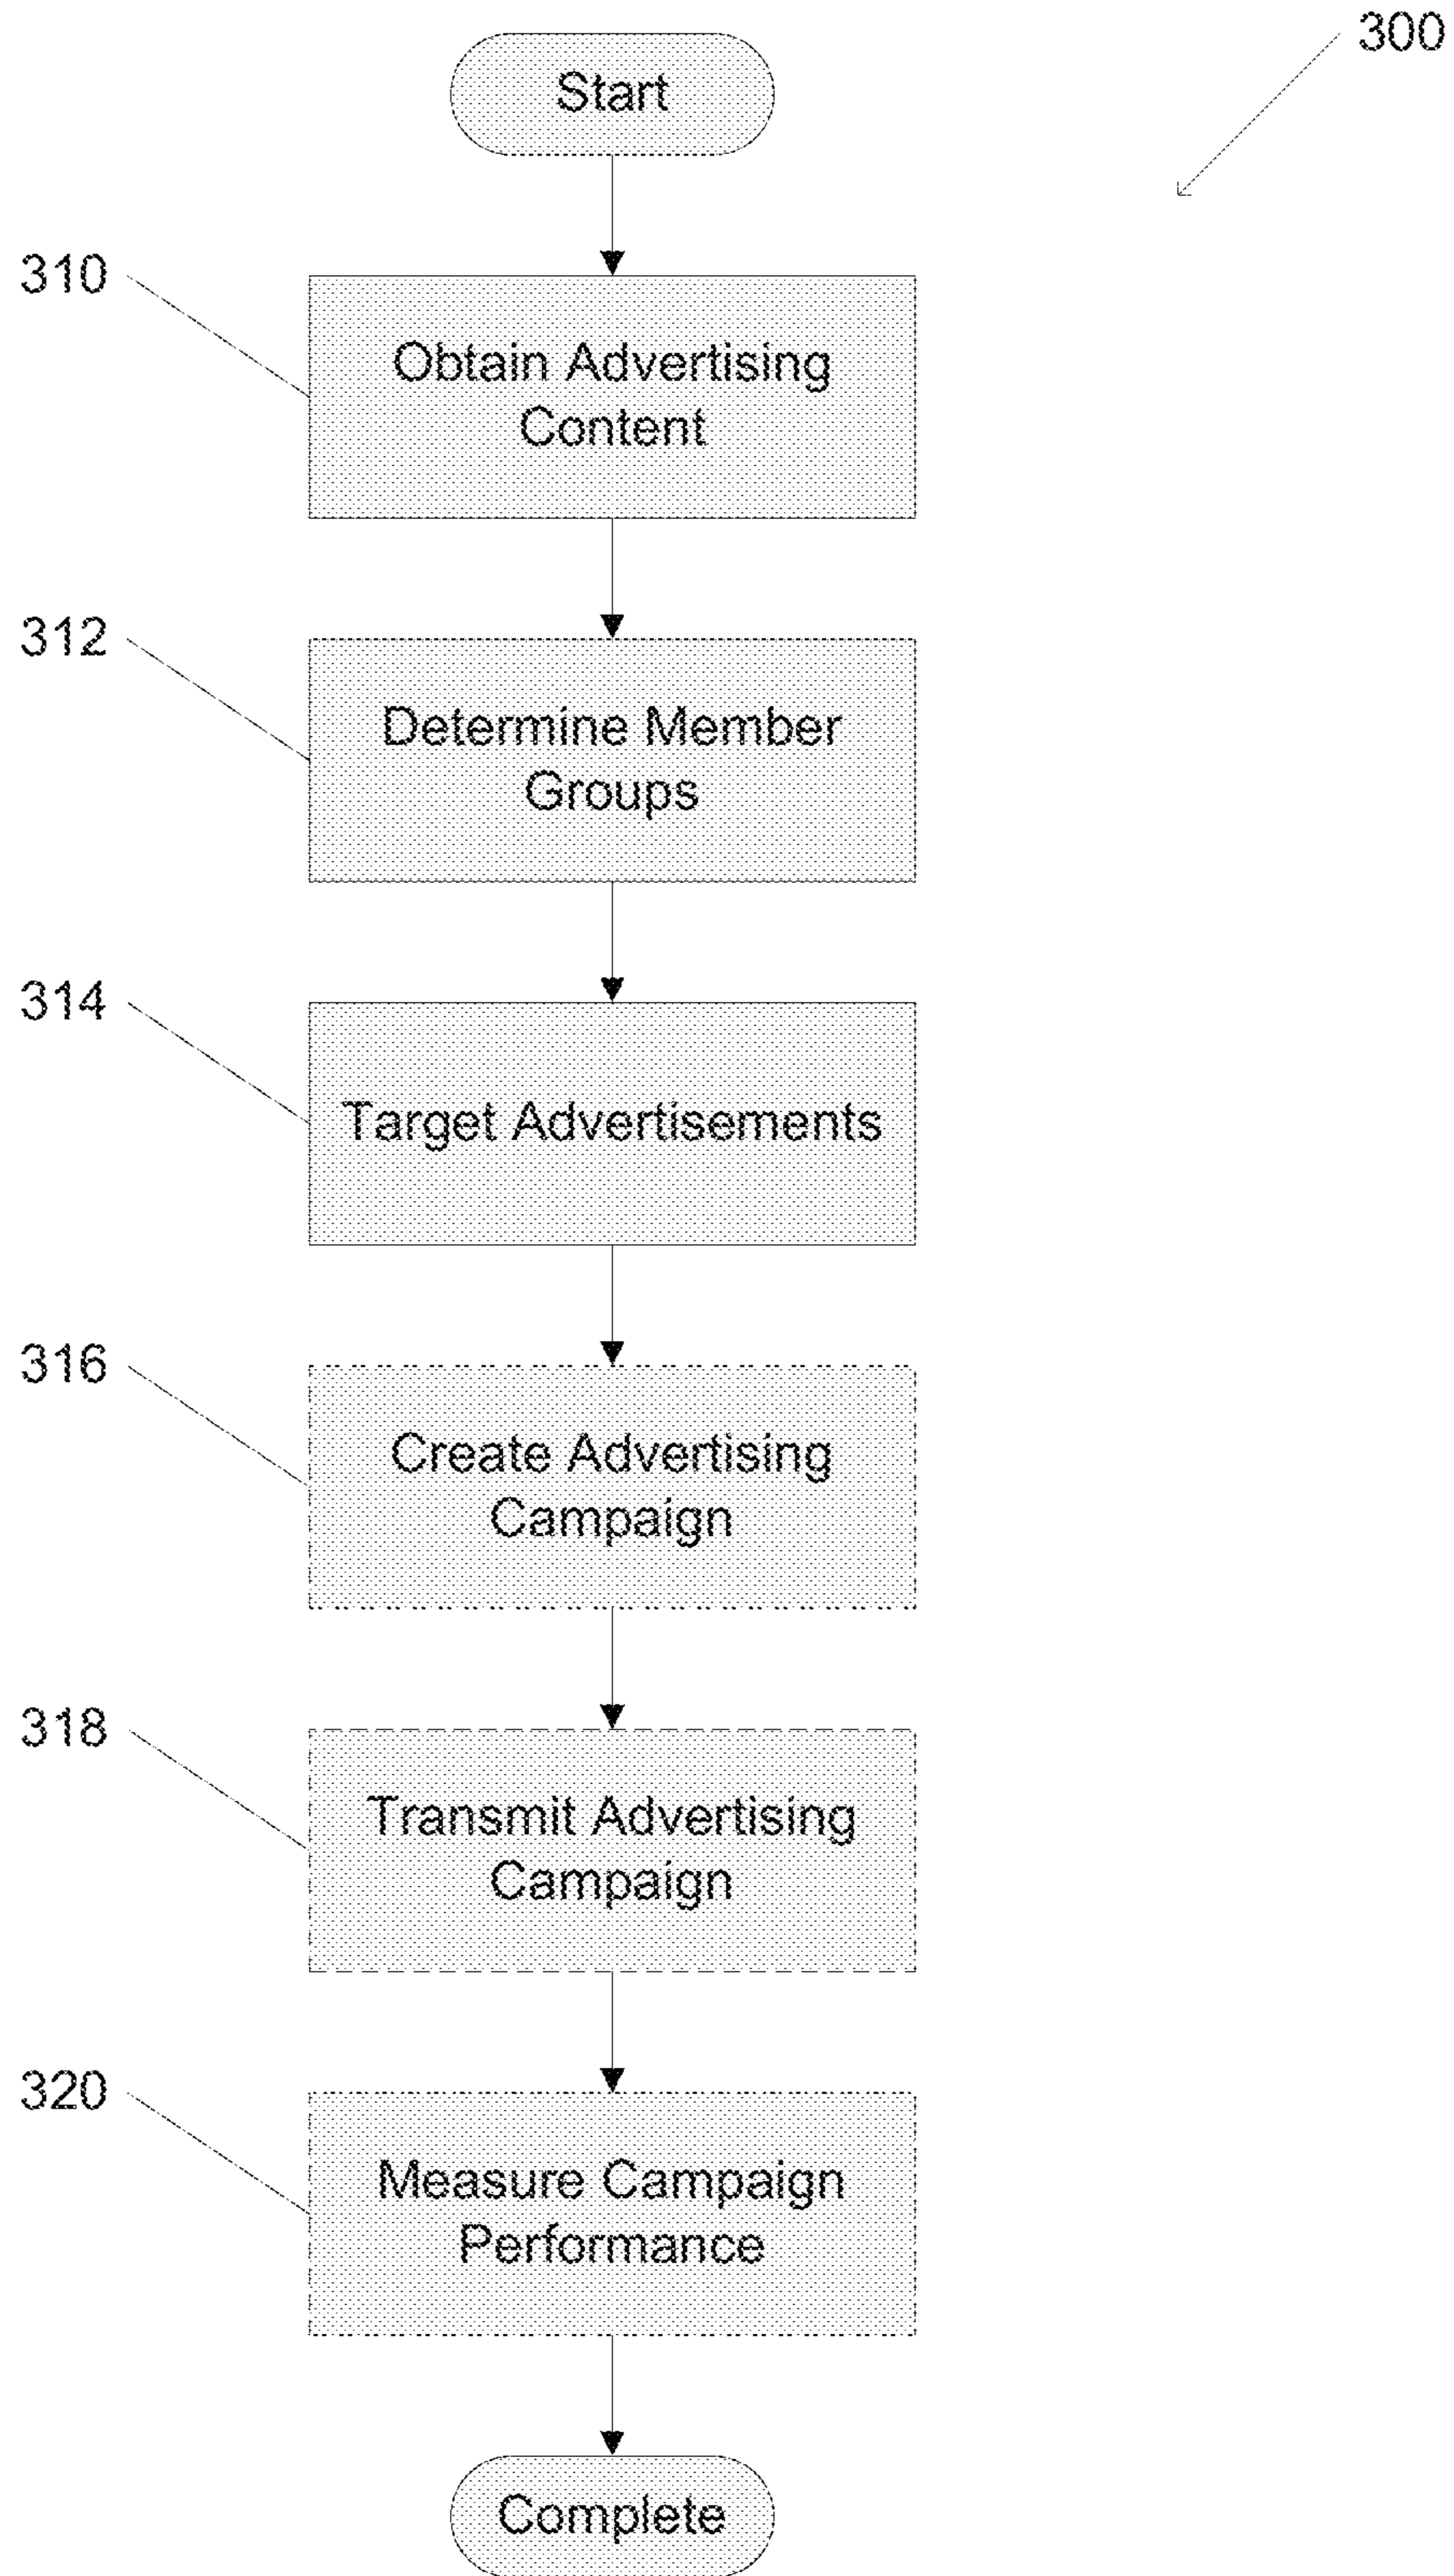 300
Start
310
Obtain Advertising
Content
312
Determine Member
Groups
314
Target Advertisements
316
Create Advertising
Campaign
318
Transmit Advertising
Campaign
320
Measure Campaign
Performance
Complete